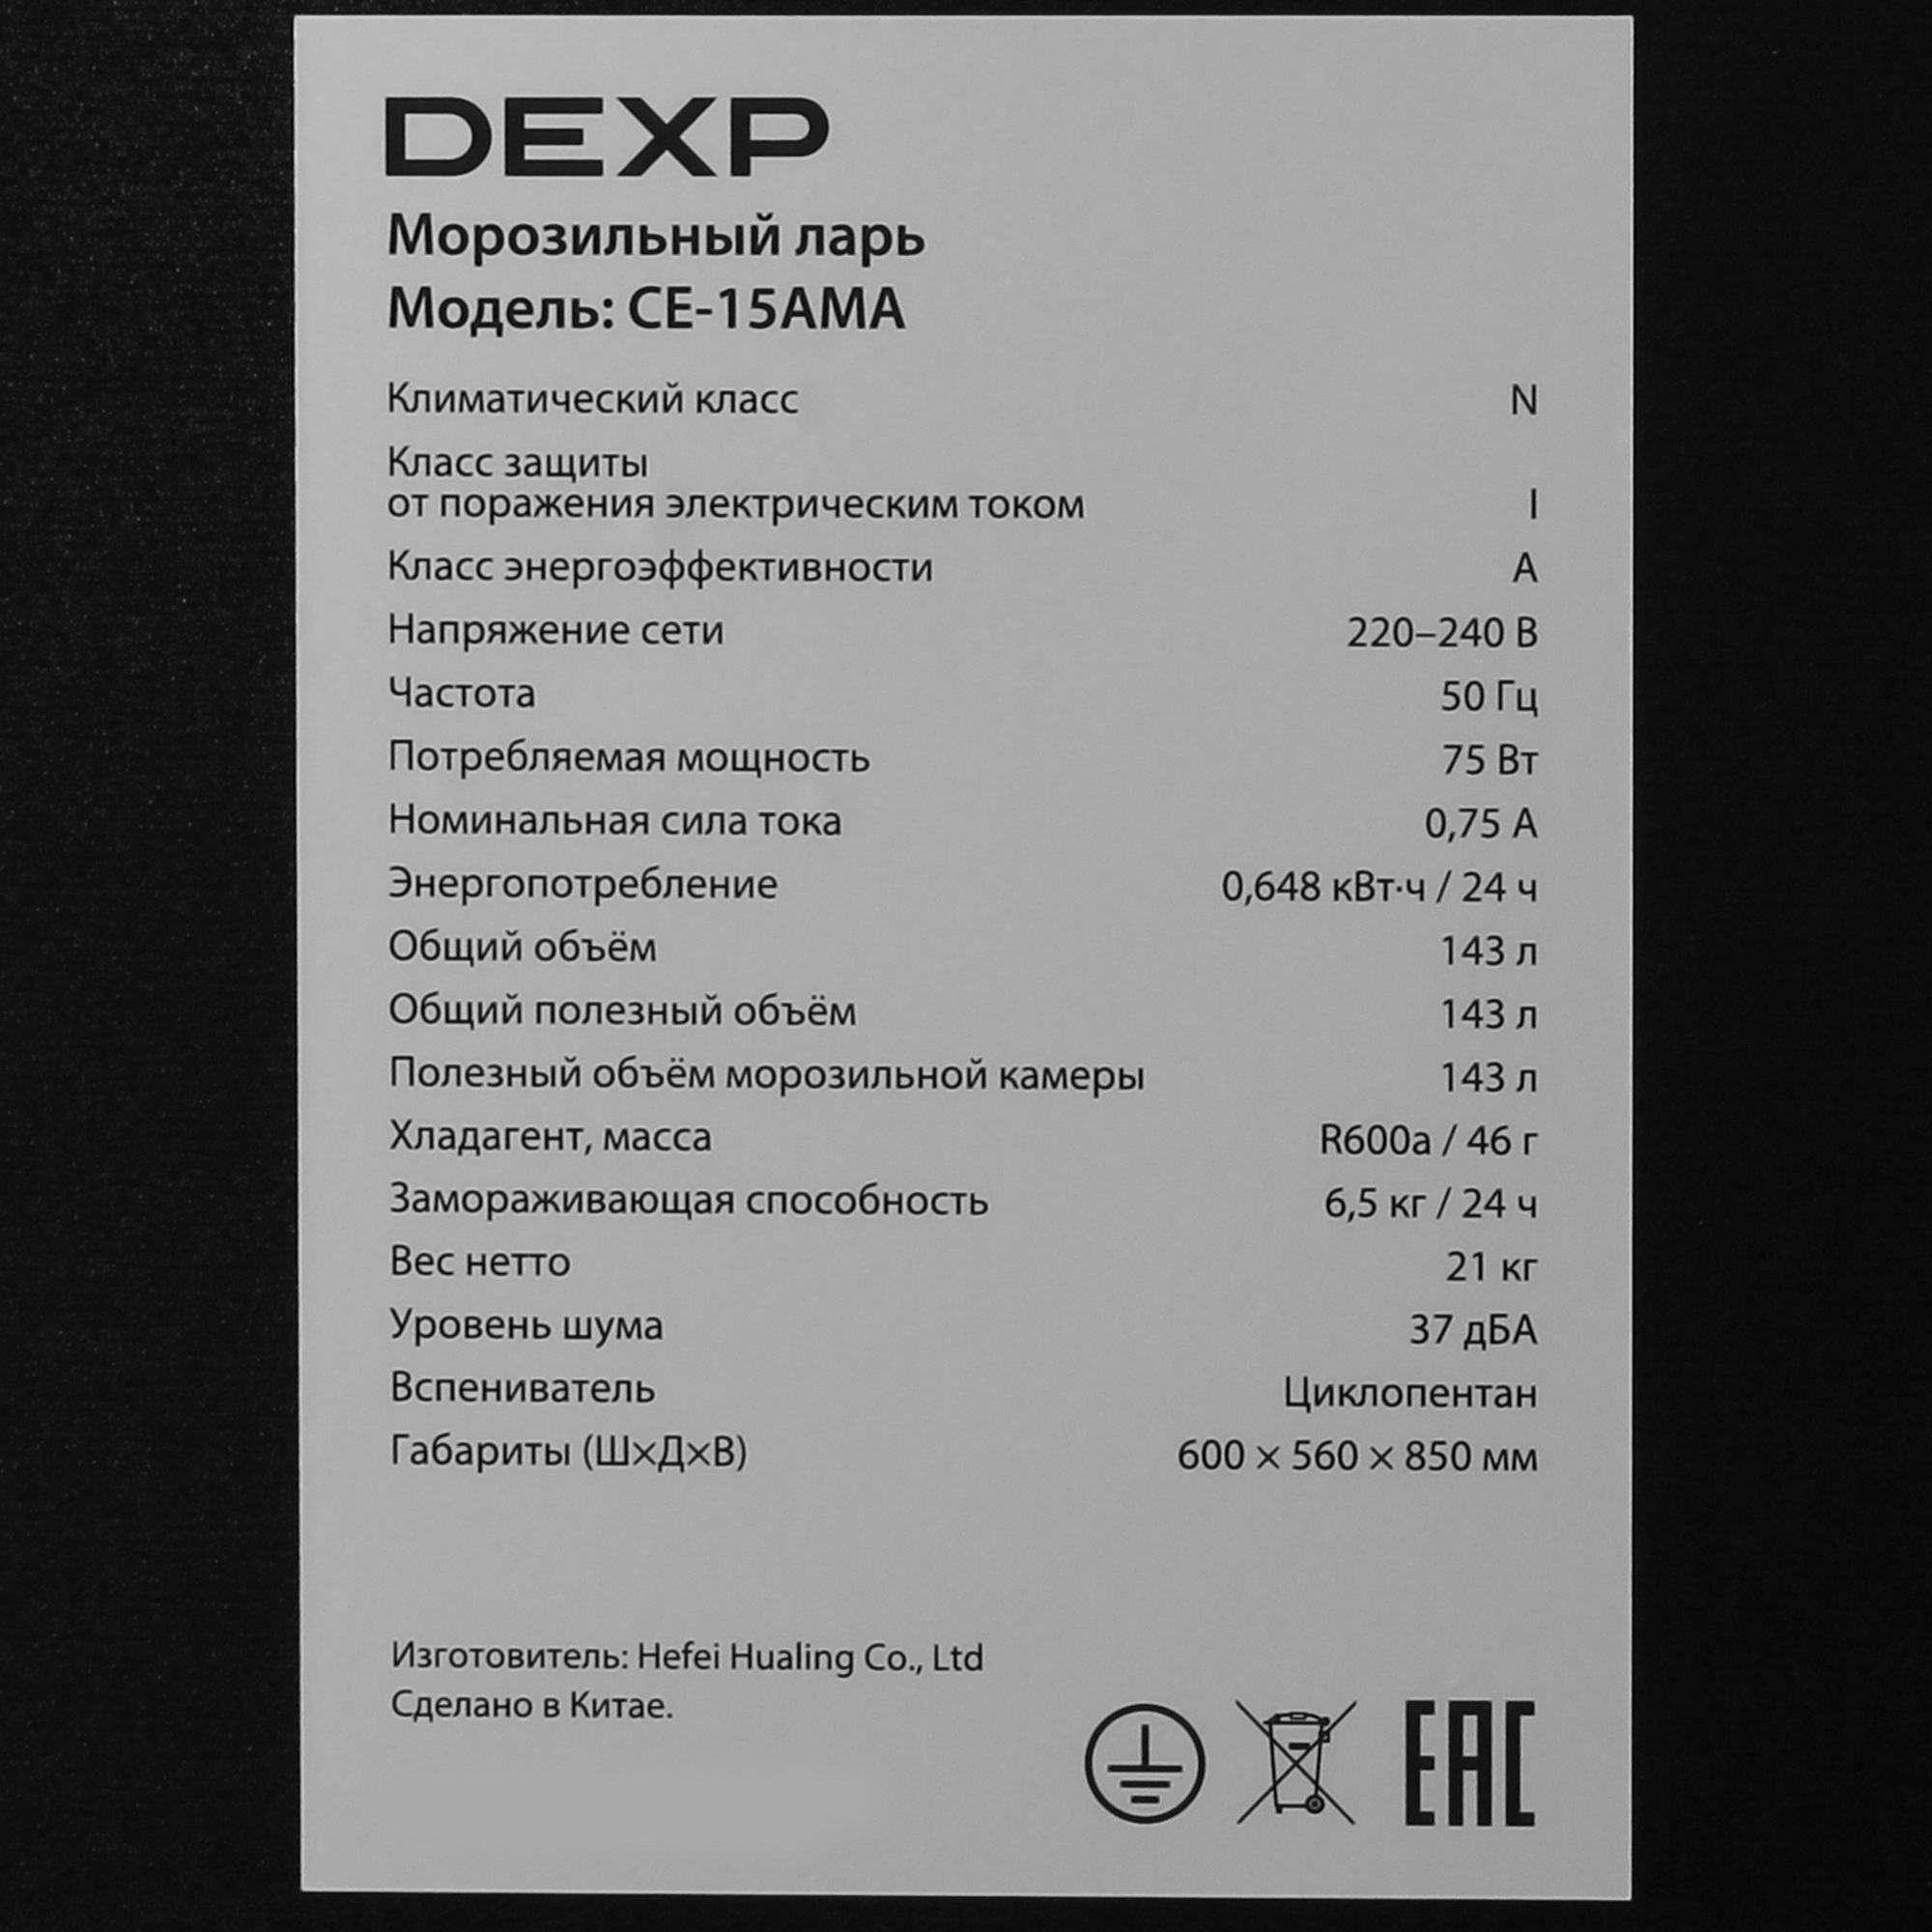 DEXP
Морозильный ларь
Модель: CE-15AMA
Климатический класс N
Класс защиты
от поражения электрическим током I
Класс энергоэффективности A
Напряжение сети 220–240 В
Частота 50 Гц
Потребляемая мощность 75 Вт
Номинальная сила тока 0,75 А
Энергопотребление 0,648 кВт·ч / 24 ч
Общий объём 143 л
Общий полезный объём 143 л
Полезный объём морозильной камеры 143 л
Хладагент, масса R600a / 46 г
Замораживающая способность 6,5 кг / 24 ч
Вес нетто 21 кг
Уровень шума 37 дБА
Вспениватель Циклопентан
Габариты (Ш×Д×В) 600 × 560 × 850 мм
Изготовитель: Hefei Hualing Co., Ltd
Сделано в Китае.
EAC